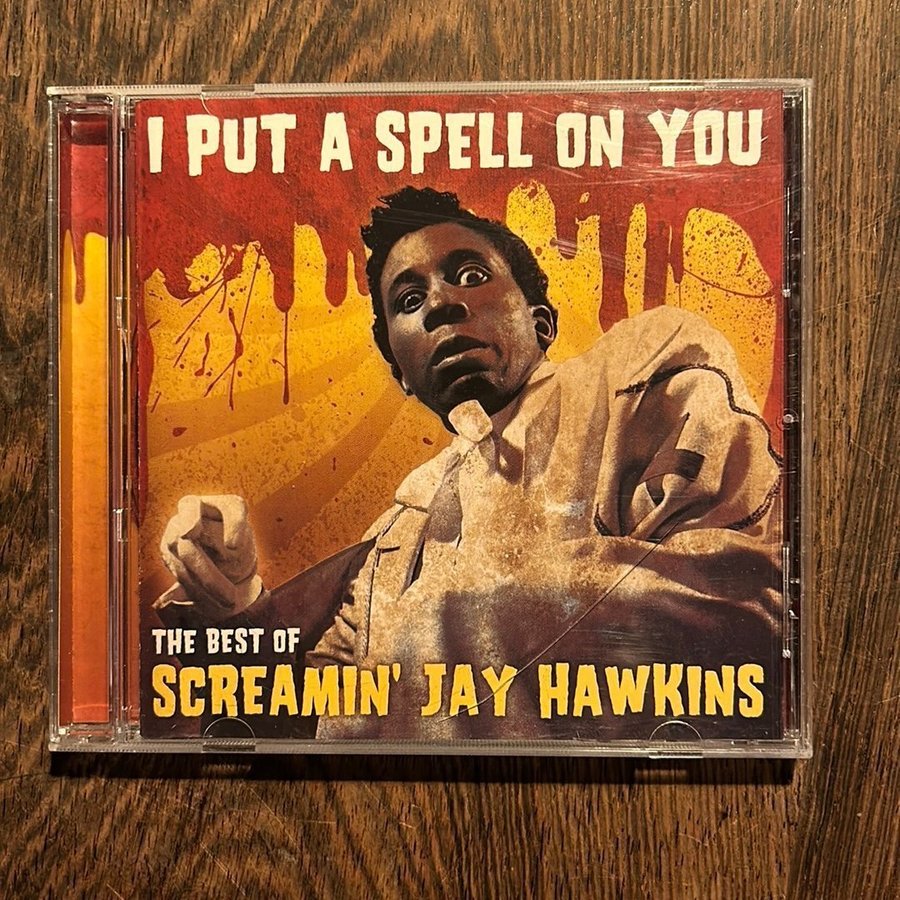 I PUT A SPELL ON YOU
THE BEST OF
SCREAMIN' JAY HAWKINS